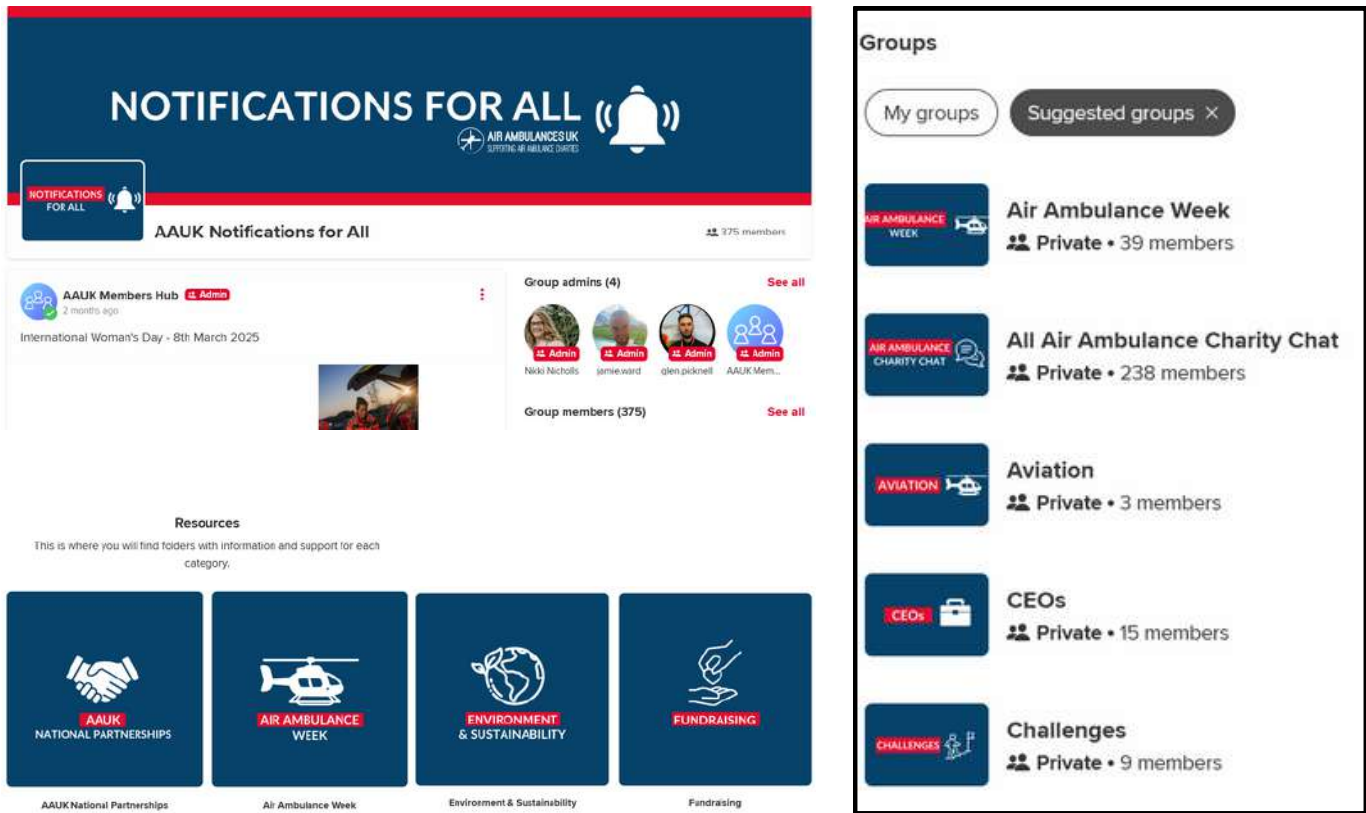 NOTIFICATIONS FOR ALL
AIR AMBULANCES UK
SUPPORTING AIR AMBULANCE CHARITIES
NOTIFICATIONS
FOR ALL
AAUK Notifications for All
375 members
AAUK Members Hub Admin
2 months ago
International Woman's Day - 8th March 2025
Group admins (4) See all
Admin Admin Admin Admin
Nikki Nicholls jamie.ward glen.picknell AAUK Mem...
Group members (375) See all
Resources
This is where you will find folders with information and support for each
category.
AAUK
NATIONAL PARTNERSHIPS
AIR AMBULANCE
WEEK
ENVIRONMENT
& SUSTAINABILITY
FUNDRAISING
AAUK National Partnerships
Air Ambulance Week
Environment & Sustainability
Fundraising
Groups
My groups
Suggested groups ×
AIR AMBULANCE
WEEK
Air Ambulance Week
Private • 39 members
AIR AMBULANCE
CHARITY CHAT
All Air Ambulance Charity Chat
Private • 238 members
AVIATION
Aviation
Private • 3 members
CEOs
CEOs
Private • 15 members
CHALLENGES
Challenges
Private • 9 members